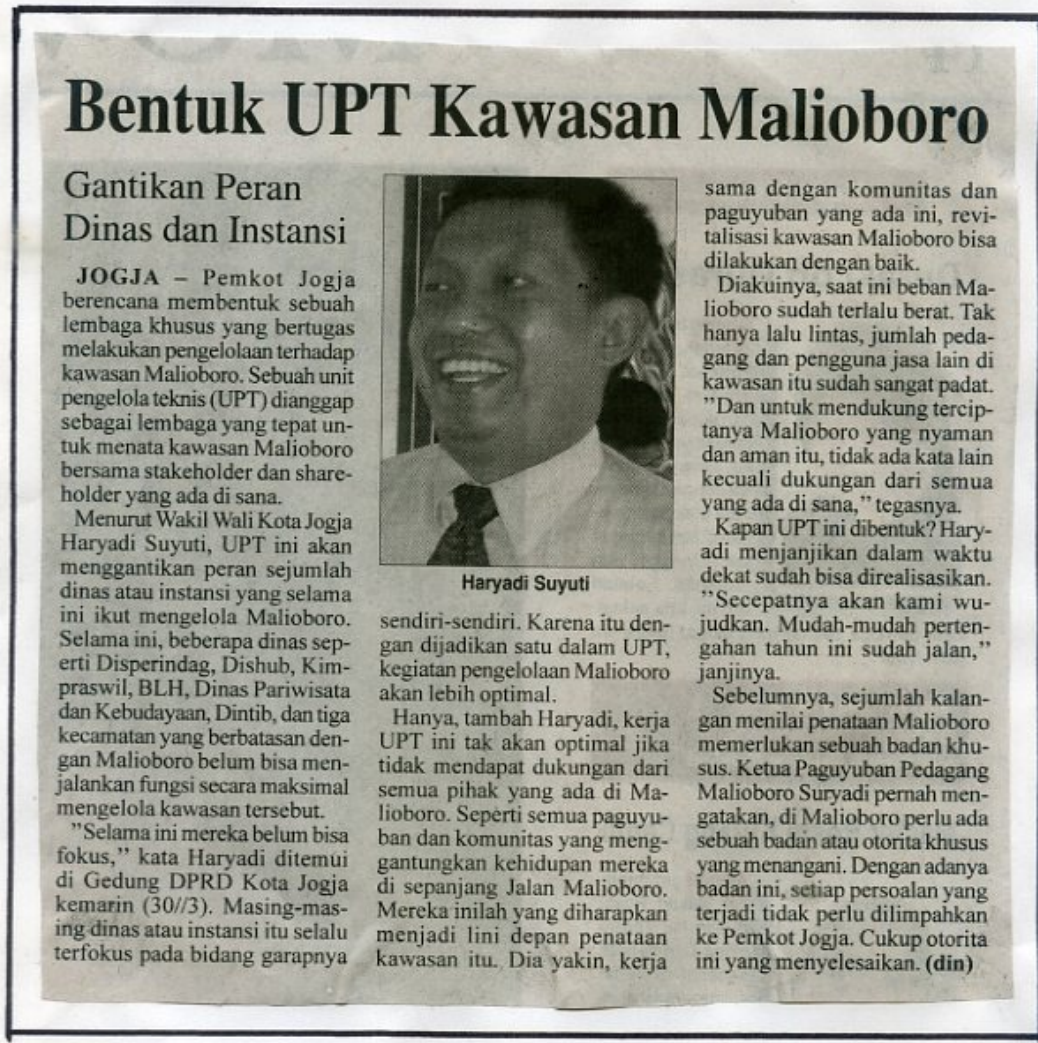 Bentuk UPT Kawasan Malioboro
Gantikan Peran
Dinas dan Instansi
JOGJA – Pemkot Jogja
berencana membentuk sebuah
lembaga khusus yang bertugas
melakukan pengelolaan terhadap
kawasan Malioboro. Sebuah unit
pengelola teknis (UPT) dianggap
sebagai lembaga yang tepat un-
tuk menata kawasan Malioboro
bersama stakeholder dan share-
holder yang ada di sana.
Menurut Wakil Wali Kota Jogja
Haryadi Suyuti, UPT ini akan
menggantikan peran sejumlah
dinas atau instansi yang selama
ini ikut mengelola Malioboro.
Selama ini, beberapa dinas sep-
erti Disperindag, Dishub, Kim-
praswil, BLH, Dinas Pariwisata
dan Kebudayaan, Dintib, dan tiga
kecamatan yang berbatasan den-
gan Malioboro belum bisa men-
jalankan fungsi secara maksimal
mengelola kawasan tersebut.
"Selama ini mereka belum bisa
fokus," kata Haryadi ditemui
di Gedung DPRD Kota Jogja
kemarin (30//3). Masing-mas-
ing dinas atau instansi itu selalu
terfokus pada bidang garapnya
Haryadi Suyuti
sendiri-sendiri. Karena itu den-
gan dijadikan satu dalam UPT,
kegiatan pengelolaan Malioboro
akan lebih optimal.
Hanya, tambah Haryadi, kerja
UPT ini tak akan optimal jika
tidak mendapat dukungan dari
semua pihak yang ada di Ma-
lioboro. Seperti semua paguyu-
ban dan komunitas yang meng-
gantungkan kehidupan mereka
di sepanjang Jalan Malioboro.
Mereka inilah yang diharapkan
menjadi lini depan penataan
kawasan itu. Dia yakin, kerja
sama dengan komunitas dan
paguyuban yang ada ini, revi-
talisasi kawasan Malioboro bisa
dilakukan dengan baik.
Diakuinya, saat ini beban Ma-
lioboro sudah terlalu berat. Tak
hanya lalu lintas, jumlah peda-
gang dan pengguna jasa lain di
kawasan itu sudah sangat padat.
"Dan untuk mendukung tercip-
tanya Malioboro yang nyaman
dan aman itu, tidak ada kata lain
kecuali dukungan dari semua
yang ada di sana," tegasnya.
Kapan UPT ini dibentuk? Hary-
adi menjanjikan dalam waktu
dekat sudah bisa direalisasikan.
"Secepatnya akan kami wu-
judkan. Mudah-mudah perten-
gahan tahun ini sudah jalan,"
janjinya.
Sebelumnya, sejumlah kalan-
gan menilai penataan Malioboro
memerlukan sebuah badan khu-
sus. Ketua Paguyuban Pedagang
Malioboro Suryadi pernah men-
gatakan, di Malioboro perlu ada
sebuah badan atau otorita khusus
yang menangani. Dengan adanya
badan ini, setiap persoalan yang
terjadi tidak perlu dilimpahkan
ke Pemkot Jogja. Cukup otorita
ini yang menyelesaikan. (din)